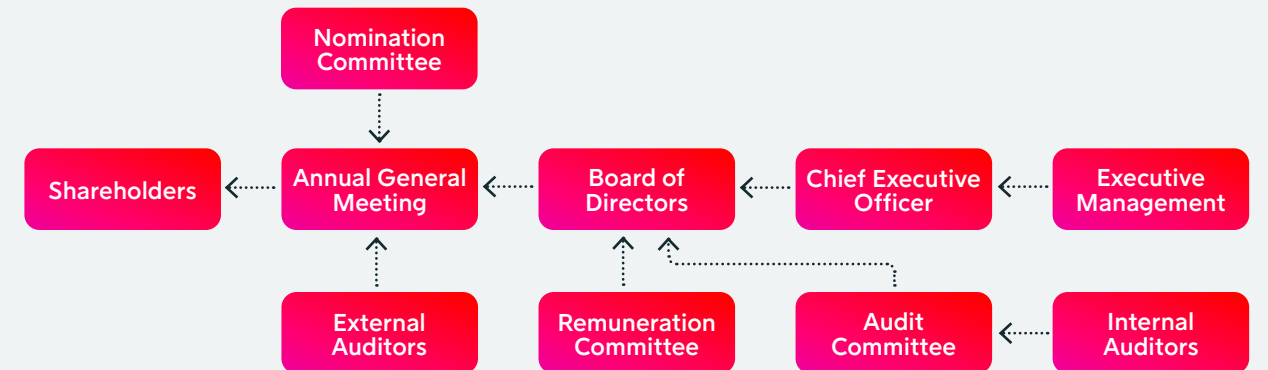 Nomination
Committee
Shareholders
Annual General
Meeting
Board of
Directors
Chief Executive
Officer
Executive
Management
External
Auditors
Remuneration
Committee
Audit
Committee
Internal
Auditors